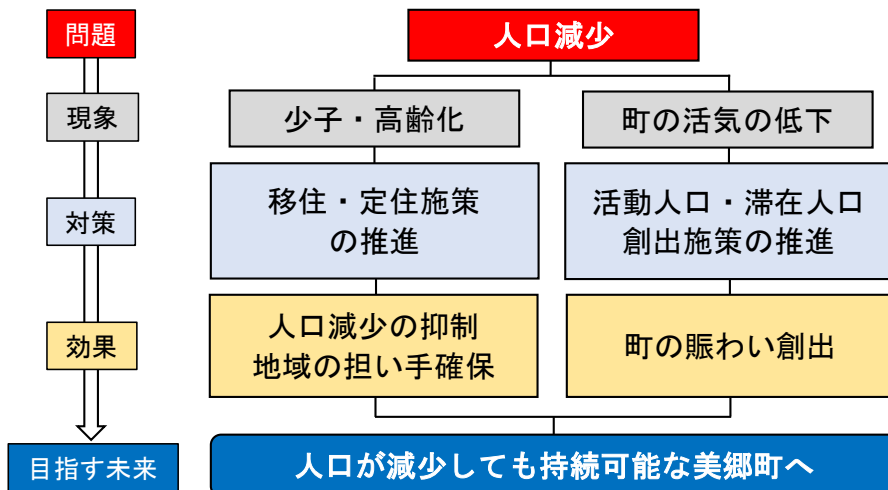 問題
人口減少
現象
少子・高齢化
町の活気の低下
対策
移住・定住施策
の推進
活動人口・滞在人口
創出施策の推進
効果
人口減少の抑制
地域の担い手確保
町の賑わい創出
目指す未来
人口が減少しても持続可能な美郷町へ